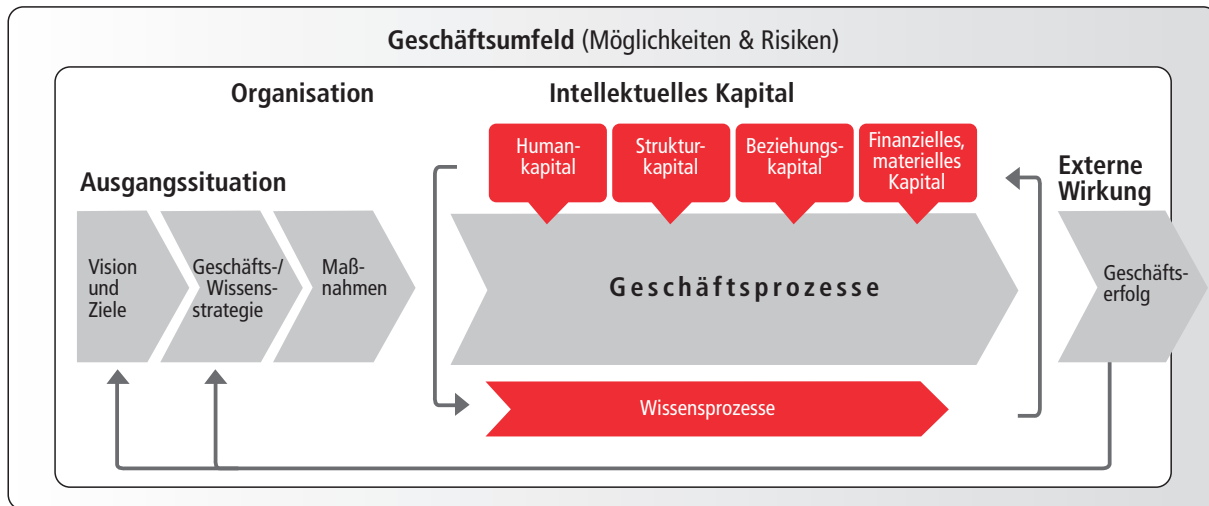 Geschäftsumfeld (Möglichkeiten & Risiken)
Organisation
Intellektuelles Kapital
Human-
kapital
Struktur-
kapital
Beziehungs-
kapital
Finanzielles,
materielles
Kapital
Ausgangssituation
Externe
Wirkung
Vision
und
Ziele
Geschäfts-/
Wissens-
strategie
Maß-
nahmen
Geschäftsprozesse
Geschäfts-
erfolg
Wissensprozesse